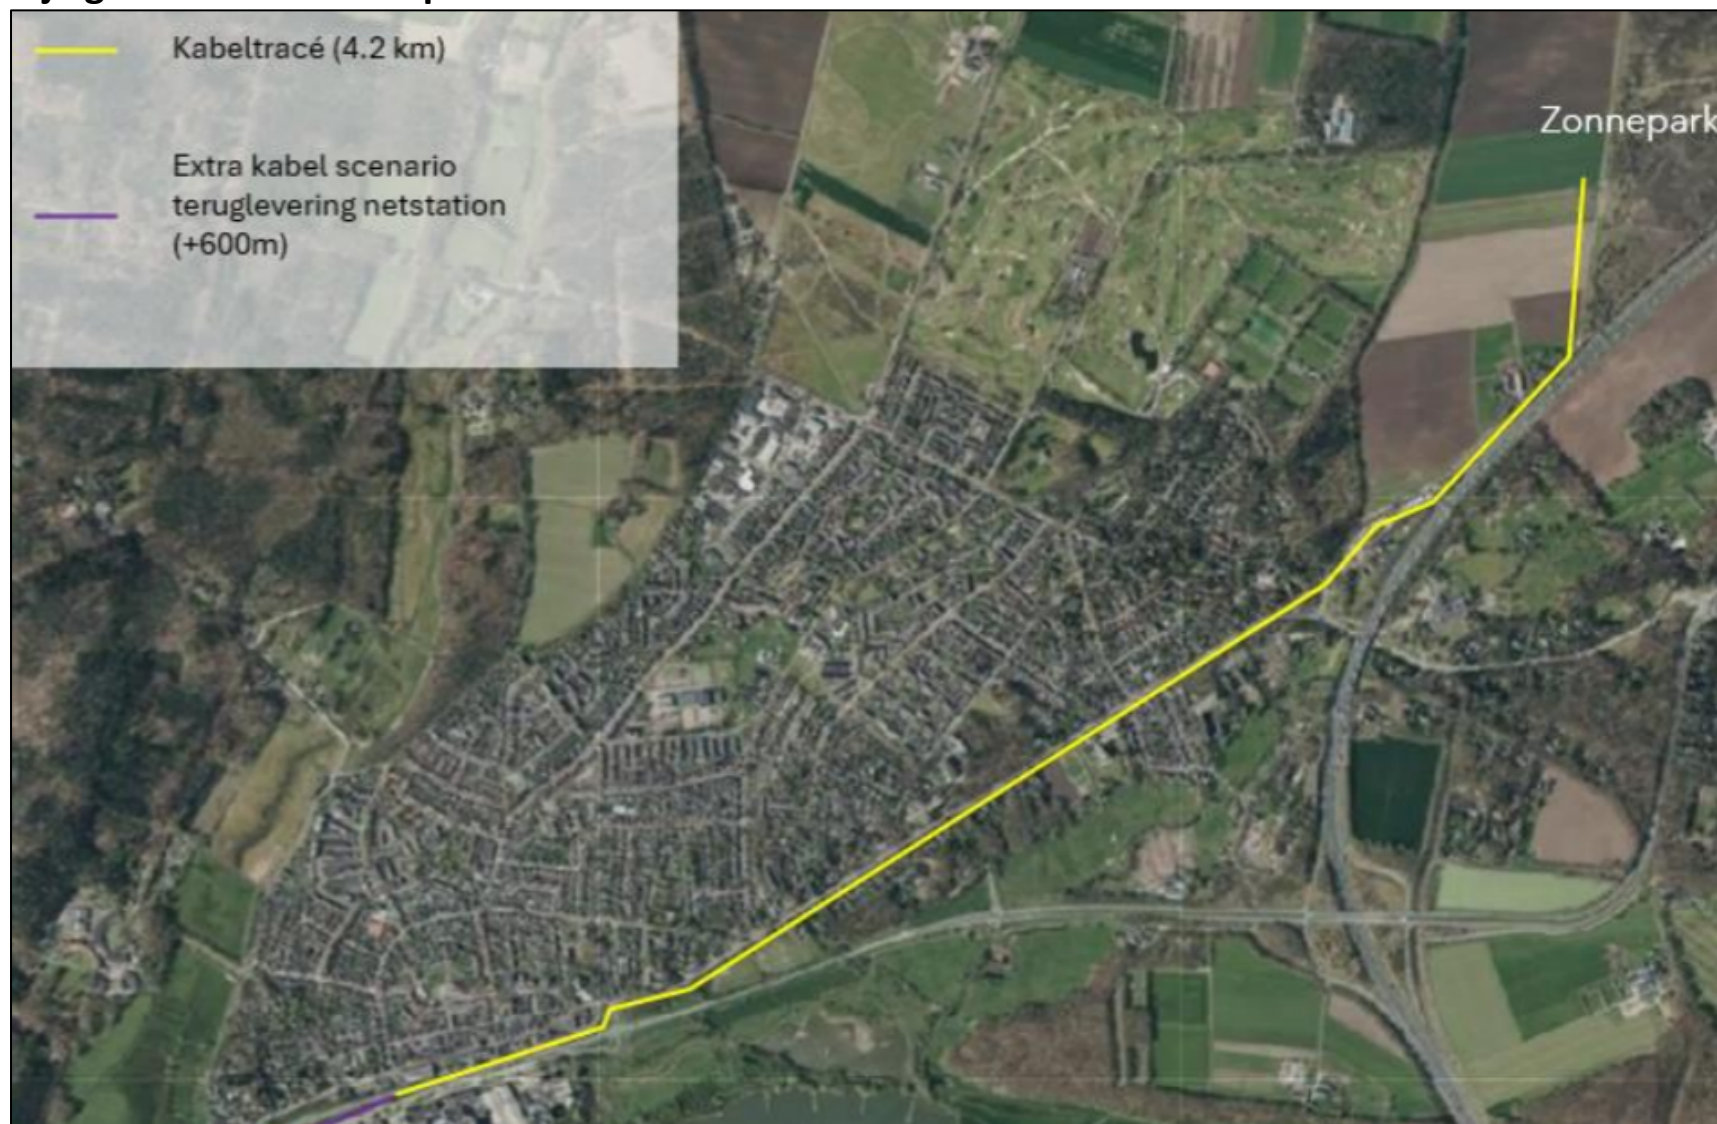 Kabeltracé (4.2 km)
Extra kabel scenario
teruglevering netstation
(+600m)
Zonnepark